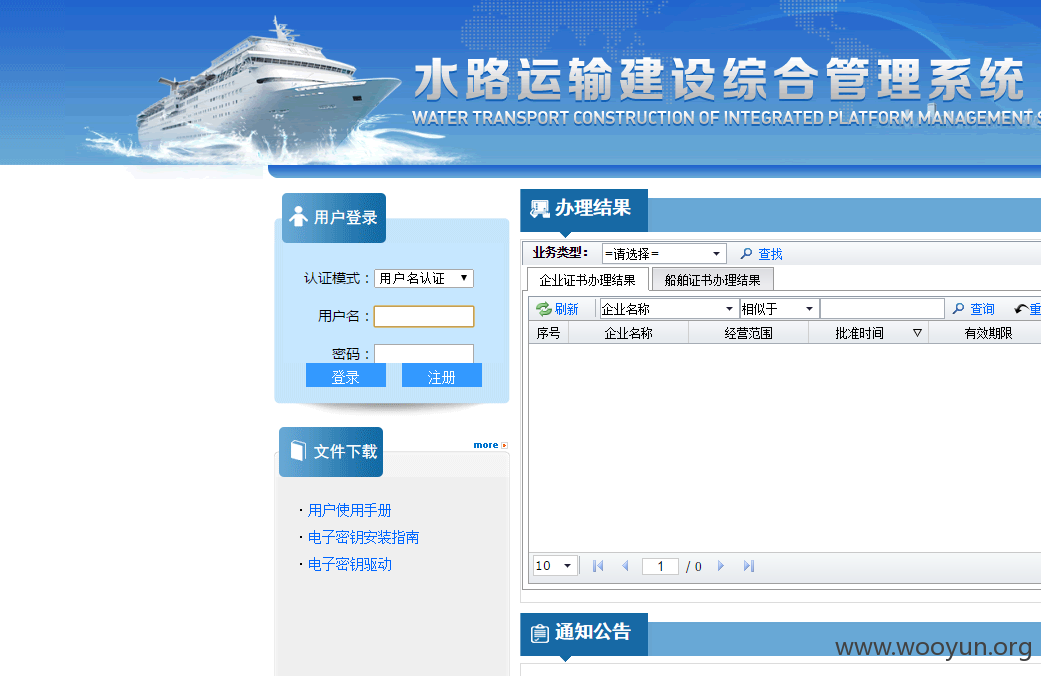 水路运输建设综合管理系统
WATER TRANSPORT CONSTRUCTION OF INTEGRATED PLATFORM MANAGEMENT S
用户登录
认证模式： 用户名认证
用户名：
密码：
登录 注册
文件下载
more
· 用户使用手册
· 电子密钥安装指南
· 电子密钥驱动
办理结果
业务类型： =请选择= 查找
企业证书办理结果 船舶证书办理结果
刷新 企业名称 相似于 查询 重
序号 企业名称 经营范围 批准时间 有效期限
10 1 / 0
通知公告
www.wooyun.org